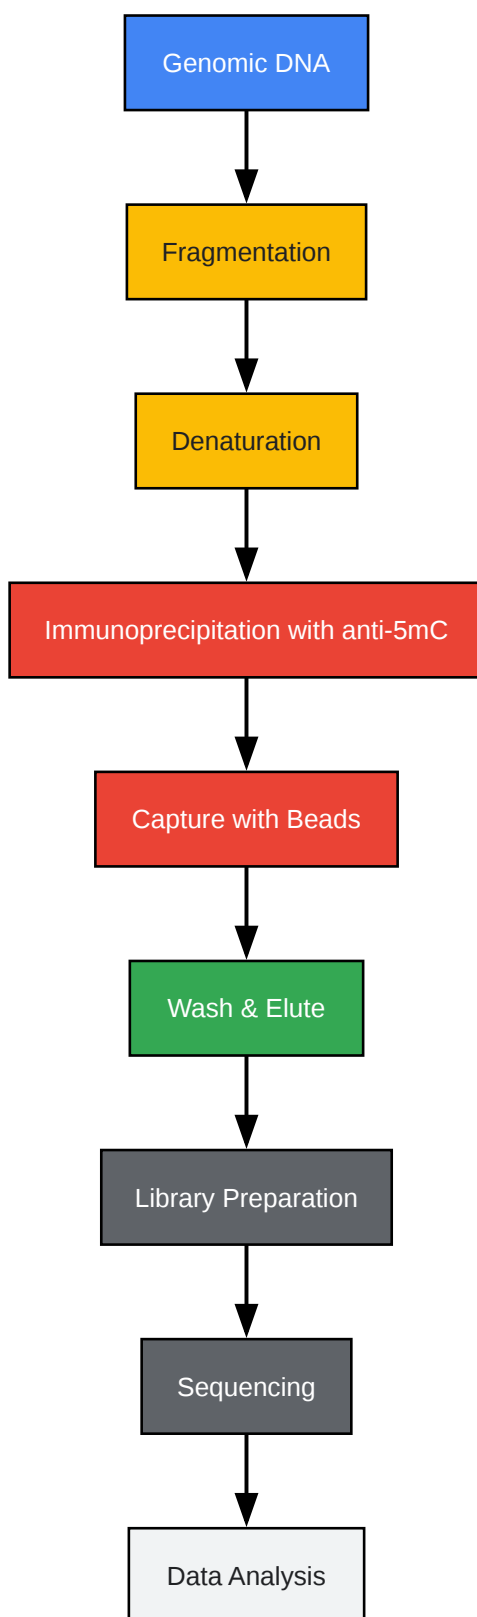 Genomic DNA
Fragmentation
Denaturation
Immunoprecipitation with anti-5mC
Capture with Beads
Wash & Elute
Library Preparation
Sequencing
Data Analysis